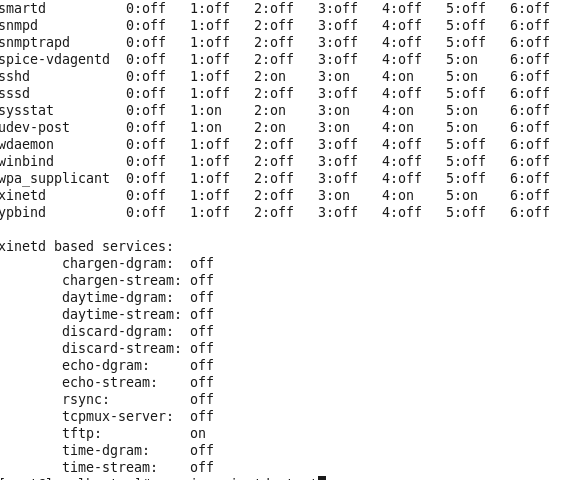 smartd 0:off 1:off 2:off 3:off 4:off 5:off 6:off
snmpd 0:off 1:off 2:off 3:off 4:off 5:off 6:off
snmptrapd 0:off 1:off 2:off 3:off 4:off 5:off 6:off
spice-vdagentd 0:off 1:off 2:off 3:off 4:off 5:on 6:off
sshd 0:off 1:off 2:on 3:on 4:on 5:on 6:off
sssd 0:off 1:off 2:off 3:off 4:off 5:off 6:off
sysstat 0:off 1:on 2:on 3:on 4:on 5:on 6:off
udev-post 0:off 1:on 2:on 3:on 4:on 5:on 6:off
wdaemon 0:off 1:off 2:off 3:off 4:off 5:off 6:off
winbind 0:off 1:off 2:off 3:off 4:off 5:off 6:off
wpa_supplicant 0:off 1:off 2:off 3:off 4:off 5:off 6:off
xinetd 0:off 1:off 2:off 3:on 4:on 5:on 6:off
ypbind 0:off 1:off 2:off 3:off 4:off 5:off 6:off
xinetd based services:
chargen-dgram: off
chargen-stream: off
daytime-dgram: off
daytime-stream: off
discard-dgram: off
discard-stream: off
echo-dgram: off
echo-stream: off
rsync: off
tcpmux-server: off
tftp: on
time-dgram: off
time-stream: off